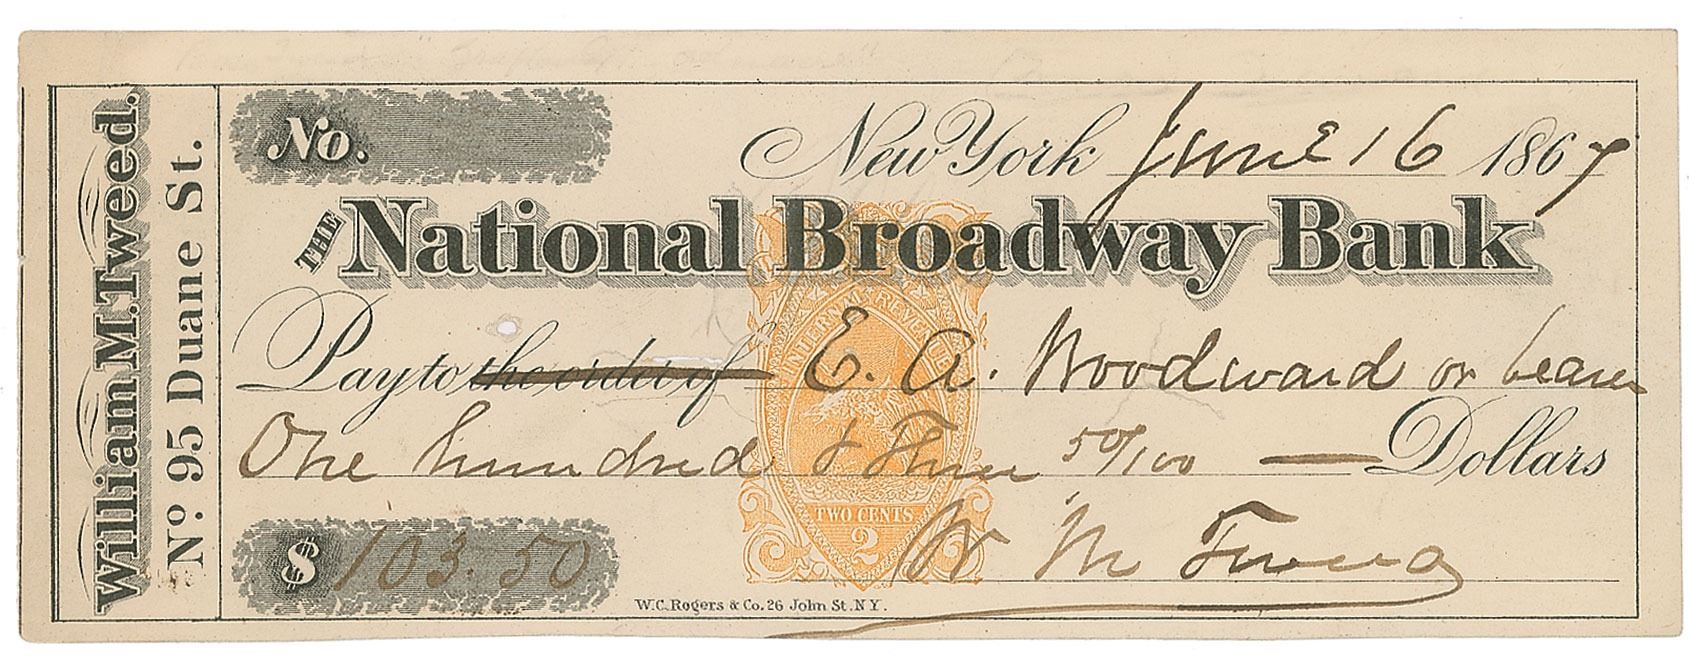 William M. Tweed.
No. 95 Duane St.
No.
New York June 16 1867
THE National Broadway Bank
Pay to the order of E. A. Woodward or bearer
One hundred & Three 50/100 — Dollars
UNITED STATES INTERNAL REVENUE
TWO CENTS
2
$ 103.50
W M Tweed
W.C. Rogers & Co. 26 John St. N.Y.